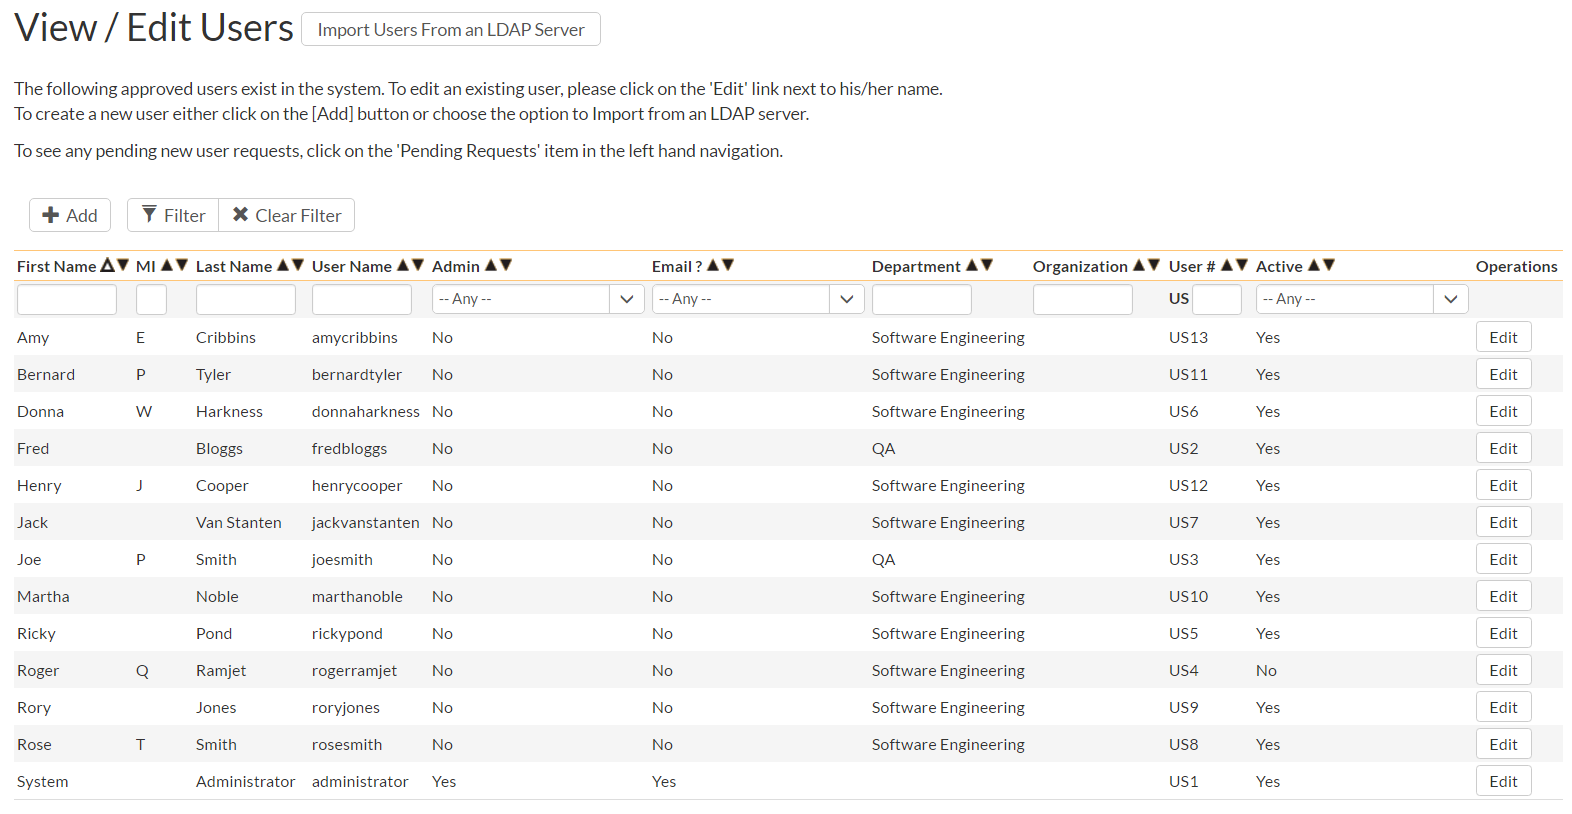 View / Edit Users Import Users From an LDAP Server
The following approved users exist in the system. To edit an existing user, please click on the 'Edit' link next to his/her name.
To create a new user either click on the [Add] button or choose the option to Import from an LDAP server.
To see any pending new user requests, click on the 'Pending Requests' item in the left hand navigation.
Add Filter Clear Filter
First Name MI Last Name User Name Admin Email ? Department Organization User # Active Operations
-- Any -- -- Any -- US -- Any --
Amy E Cribbins amycribbins No No Software Engineering US13 Yes Edit
Bernard P Tyler bernardtyler No No Software Engineering US11 Yes Edit
Donna W Harkness donnaharkness No No Software Engineering US6 Yes Edit
Fred Bloggs fredbloggs No No QA US2 Yes Edit
Henry J Cooper henrycooper No No Software Engineering US12 Yes Edit
Jack Van Stanten jackvanstanten No No Software Engineering US7 Yes Edit
Joe P Smith joesmith No No QA US3 Yes Edit
Martha Noble marthanoble No No Software Engineering US10 Yes Edit
Ricky Pond rickypond No No Software Engineering US5 Yes Edit
Roger Q Ramjet rogerramjet No No Software Engineering US4 No Edit
Rory Jones roryjones No No Software Engineering US9 Yes Edit
Rose T Smith rosesmith No No Software Engineering US8 Yes Edit
System Administrator administrator Yes Yes US1 Yes Edit